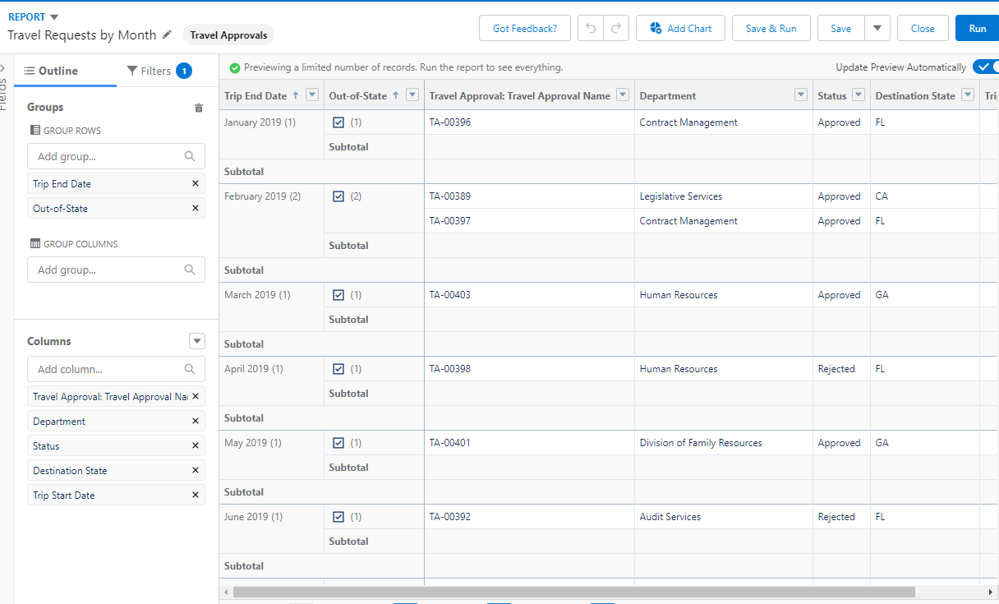 REPORT
Travel Requests by Month Travel Approvals
Got Feedback? Add Chart Save & Run Save Close Run
Fields
Outline Filters 1
Previewing a limited number of records. Run the report to see everything. Update Preview Automatically
Groups
GROUP ROWS
Add group...
Trip End Date
Out-of-State
GROUP COLUMNS
Add group...
Columns
Add column...
Travel Approval: Travel Approval Na
Department
Status
Destination State
Trip Start Date
Trip End Date Out-of-State Travel Approval: Travel Approval Name Department Status Destination State Tri
January 2019 (1) (1) TA-00396 Contract Management Approved FL
Subtotal
Subtotal
February 2019 (2) (2) TA-00389 Legislative Services Approved CA
TA-00397 Contract Management Approved FL
Subtotal
Subtotal
March 2019 (1) (1) TA-00403 Human Resources Approved GA
Subtotal
Subtotal
April 2019 (1) (1) TA-00398 Human Resources Rejected FL
Subtotal
Subtotal
May 2019 (1) (1) TA-00401 Division of Family Resources Approved GA
Subtotal
Subtotal
June 2019 (1) (1) TA-00392 Audit Services Rejected FL
Subtotal
Subtotal